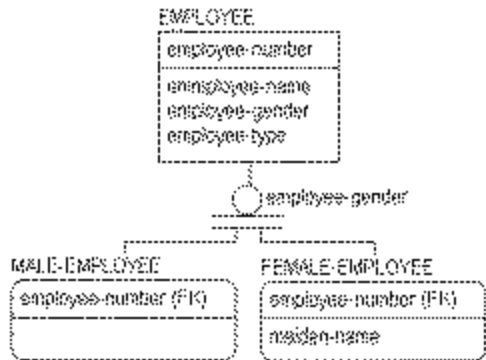 EMPLOYEE
employee-number
employee-name
employee-gender
employee-type
employee-gender
MALE-EMPLOYEE
employee-number (FK)
FEMALE-EMPLOYEE
employee-number (FK)
maiden-name